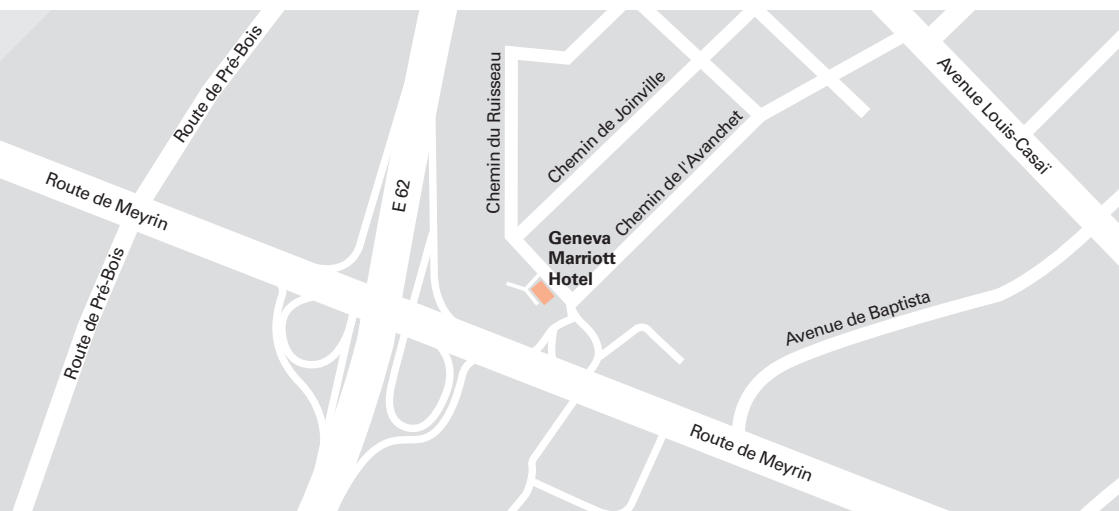 Route de Pré-Bois
Avenue Louis-Casaï
Chemin du Ruisseau
Chemin de Joinville
Chemin de l'Avanchet
Route de Meyrin
E 62
Geneva
Marriott
Hotel
Route de Pré-Bois
Avenue de Baptista
Route de Meyrin